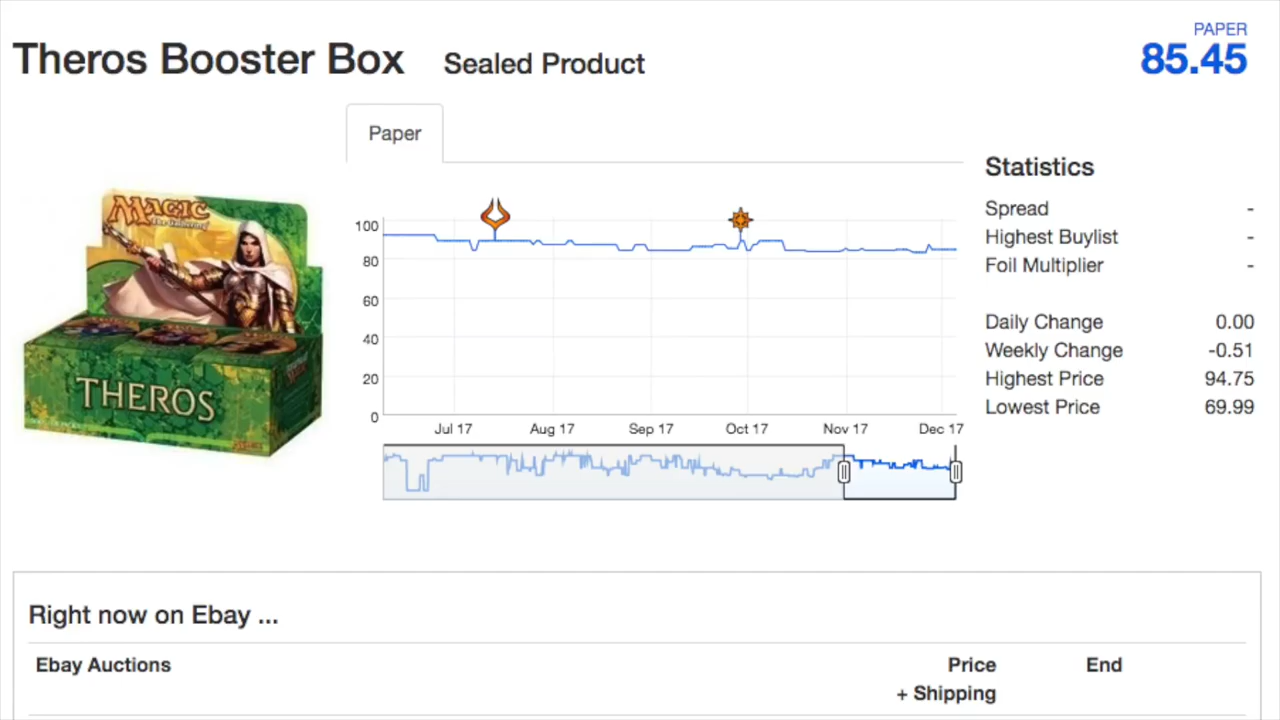 Theros Booster Box Sealed Product
PAPER
85.45
Paper
MAGIC
The Gathering
THEROS
100
80
60
40
20
0
Jul 17 Aug 17 Sep 17 Oct 17 Nov 17 Dec 17
Statistics
Spread -
Highest Buylist -
Foil Multiplier -
Daily Change 0.00
Weekly Change -0.51
Highest Price 94.75
Lowest Price 69.99
Right now on Ebay ...
Ebay Auctions Price End
+ Shipping